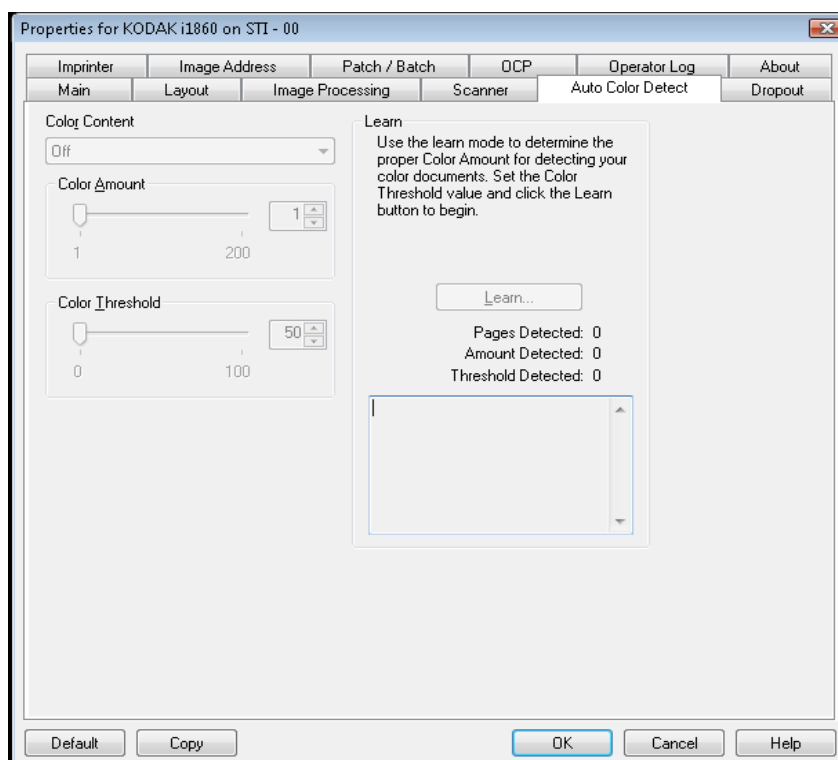 Properties for KODAK i1860 on STI - 00
Imprinter Image Address Patch / Batch OCP Operator Log About
Main Layout Image Processing Scanner Auto Color Detect Dropout
Color Content
Off
Color Amount
1
1 200
Color Threshold
50
0 100
Learn
Use the learn mode to determine the
proper Color Amount for detecting your
color documents. Set the Color
Threshold value and click the Learn
button to begin.
Learn...
Pages Detected: 0
Amount Detected: 0
Threshold Detected: 0
Default Copy OK Cancel Help